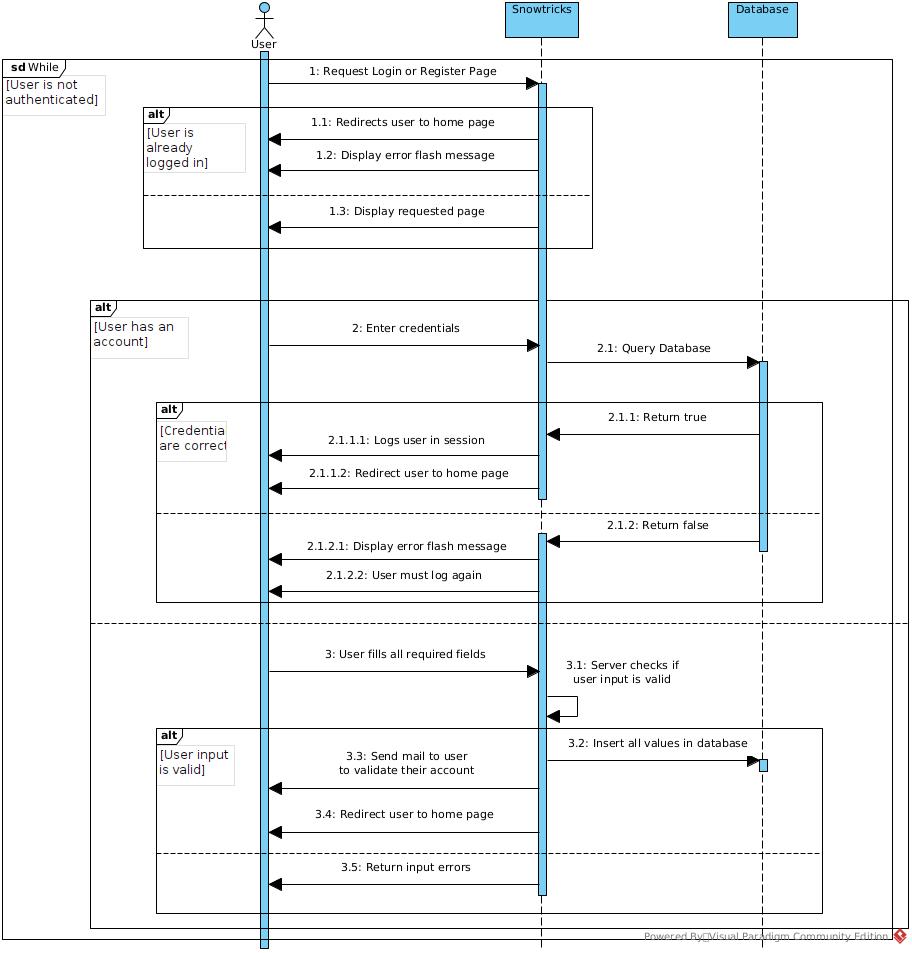 Snowtricks
Database
User
sd While
[User is not
authenticated]
1: Request Login or Register Page
alt
[User is
already
logged in]
1.1: Redirects user to home page
1.2: Display error flash message
1.3: Display requested page
alt
[User has an
account]
2: Enter credentials
2.1: Query Database
alt
[Credentia
are correct
2.1.1: Return true
2.1.1.1: Logs user in session
2.1.1.2: Redirect user to home page
2.1.2: Return false
2.1.2.1: Display error flash message
2.1.2.2: User must log again
3: User fills all required fields
3.1: Server checks if
user input is valid
alt
[User input
is valid]
3.2: Insert all values in database
3.3: Send mail to user
to validate their account
3.4: Redirect user to home page
3.5: Return input errors
Powered By Visual Paradigm Community Edition